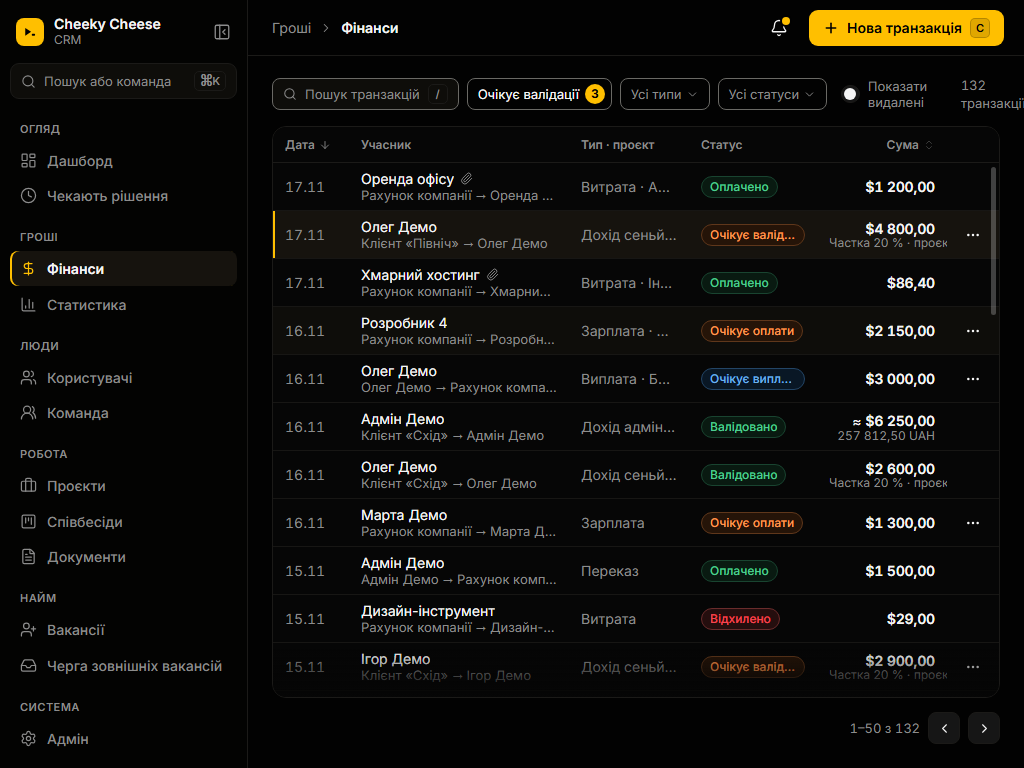 Cheeky Cheese
CRM
Пошук або команда ⌘K
ОГЛЯД
Дашборд
Чекають рішення
ГРОШІ
Фінанси
Статистика
ЛЮДИ
Користувачі
Команда
РОБОТА
Проєкти
Співбесіди
Документи
НАЙМ
Вакансії
Черга зовнішніх вакансій
СИСТЕМА
Адмін
Гроші > Фінанси
Нова транзакція C
Пошук транзакцій /
Очікує валідації 3
Усі типи
Усі статуси
Показати
видалені
132
транзакції
Дата ↓ Учасник Тип · проєкт Статус Сума
17.11 Оренда офісу Витрата · А... Оплачено $1 200,00
Рахунок компанії → Оренда ...
17.11 Олег Демо Дохід сеньй... Очікує валід... $4 800,00
Клієнт «Північ» → Олег Демо Частка 20 % · проєк
17.11 Хмарний хостинг Витрата · Ін... Оплачено $86,40
Рахунок компанії → Хмарни...
16.11 Розробник 4 Зарплата · ... Очікує оплати $2 150,00
Рахунок компанії → Розробн...
16.11 Олег Демо Виплата · Б... Очікує випл... $3 000,00
Олег Демо → Рахунок компа...
16.11 Адмін Демо Дохід адмін... Валідовано ≈ $6 250,00
Клієнт «Схід» → Адмін Демо 257 812,50 UAH
16.11 Олег Демо Дохід сеньй... Валідовано $2 600,00
Клієнт «Схід» → Олег Демо Частка 20 % · проєк
16.11 Марта Демо Зарплата Очікує оплати $1 300,00
Рахунок компанії → Марта Д...
15.11 Адмін Демо Переказ Оплачено $1 500,00
Адмін Демо → Рахунок комп...
15.11 Дизайн-інструмент Витрата Відхилено $29,00
Рахунок компанії → Дизайн-...
15.11 Ігор Демо Дохід сеньй... Очікує валід... $2 900,00
Клієнт «Схід» → Ігор Демо Частка 20 % · проєк
1–50 з 132